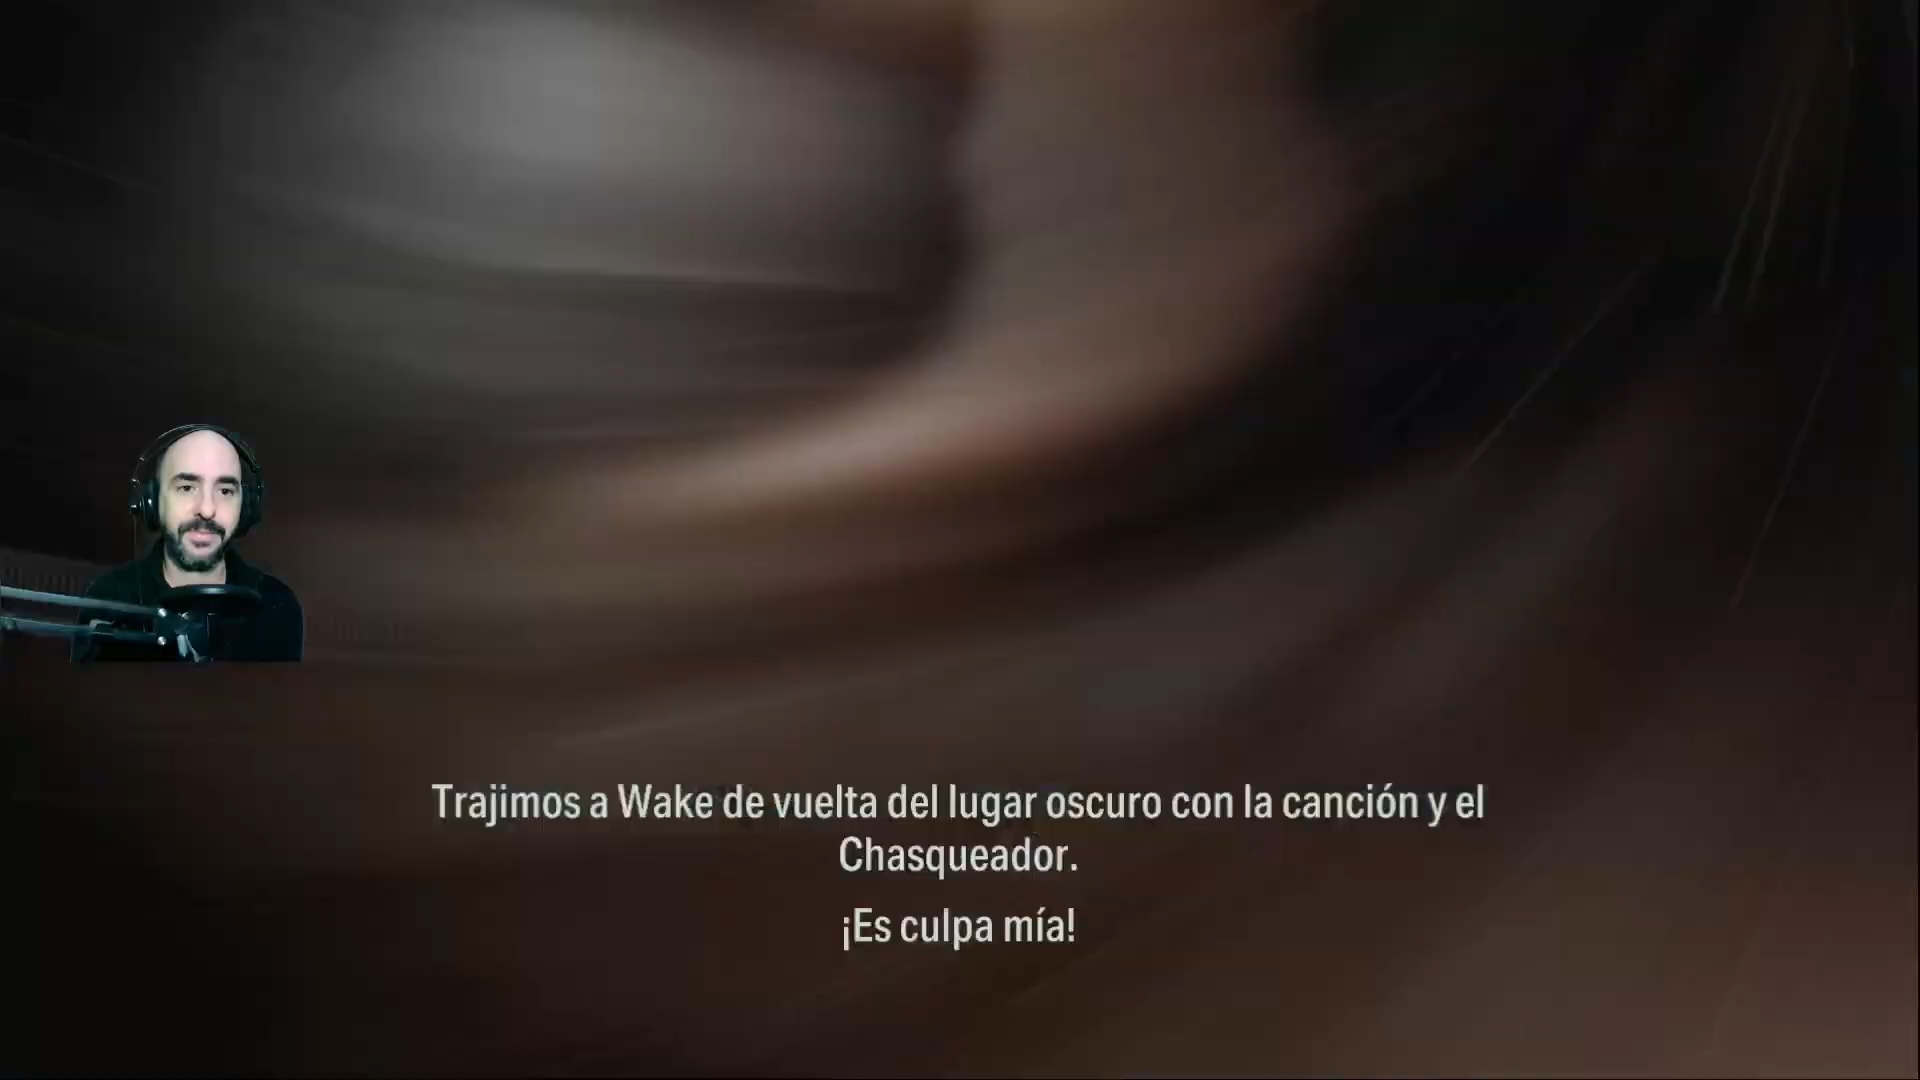 Trajimos a Wake de vuelta del lugar oscuro con la canción y el
Chasqueador.
¡Es culpa mía!